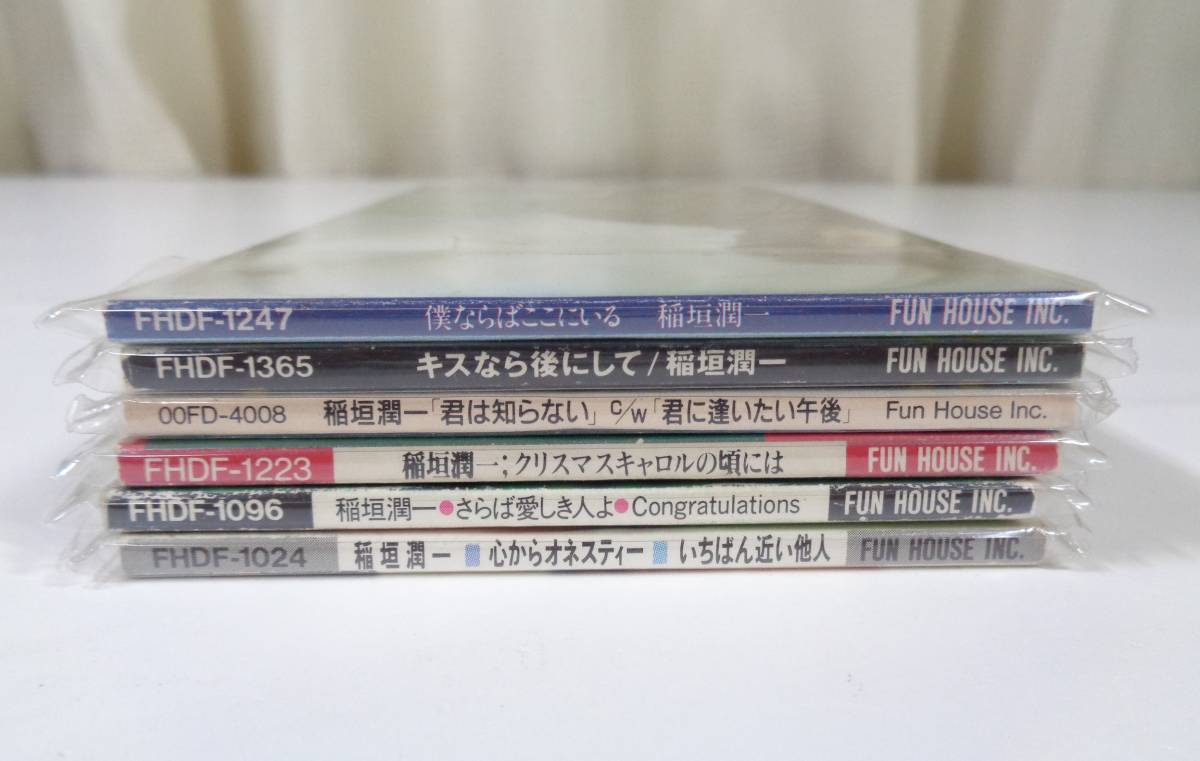 FHDF-1247 僕ならばここにいる 稲垣潤一 FUN HOUSE INC.
FHDF-1365 キスなら後にして/稲垣潤一 FUN HOUSE INC.
00FD-4008 稲垣潤一「君は知らない」c/w「君に逢いたい午後」 Fun House Inc.
FHDF-1223 稲垣潤一;クリスマスキャロルの頃には FUN HOUSE INC.
FHDF-1096 稲垣潤一●さらば愛しき人よ●Congratulations FUN HOUSE INC.
FHDF-1024 稲垣潤一 ■ 心からオネスティー ■ いちばん近い他人 FUN HOUSE INC.